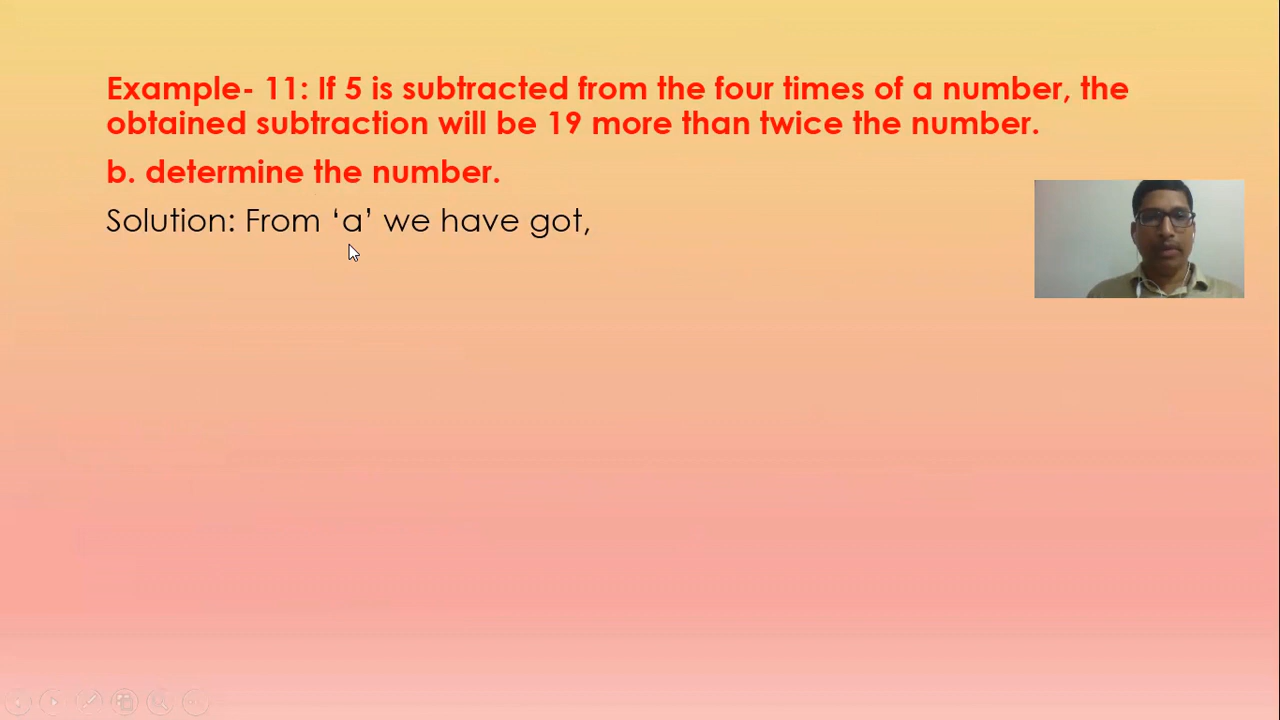 Example- 11: If 5 is subtracted from the four times of a number, the
obtained subtraction will be 19 more than twice the number.
b. determine the number.
Solution: From ‘a’ we have got,